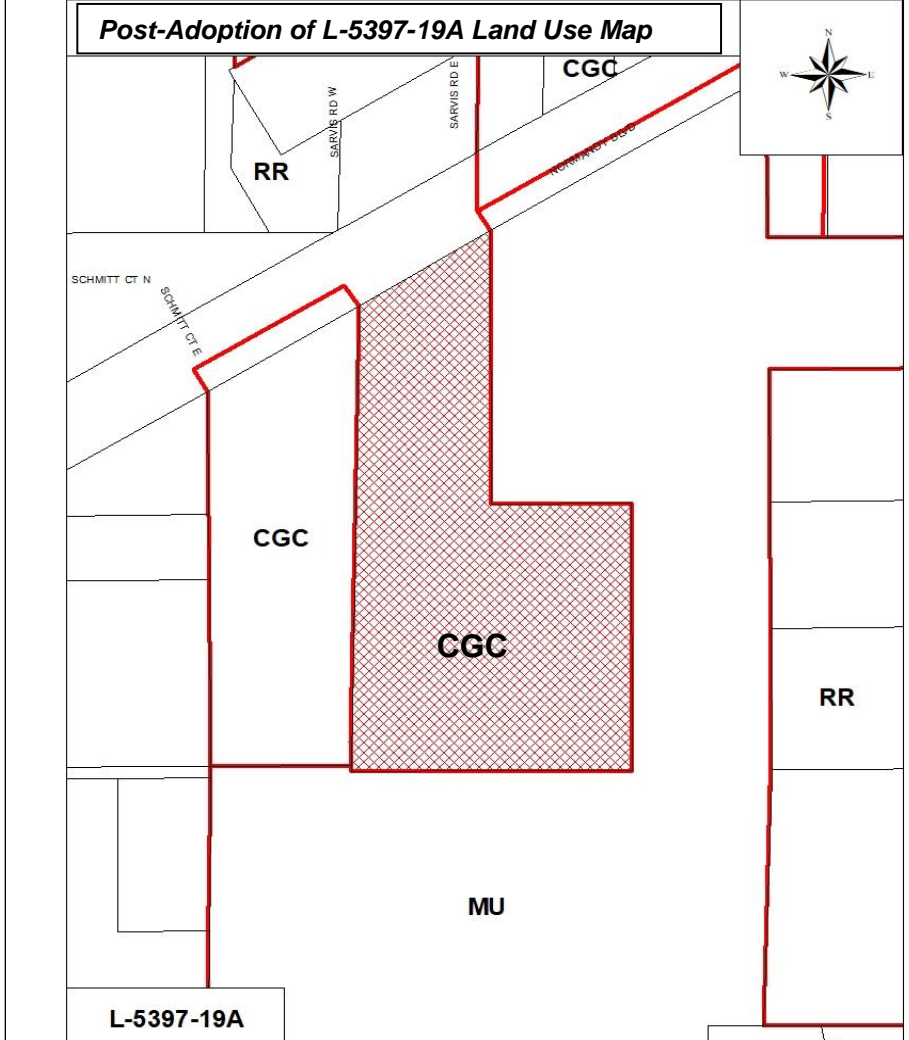 Post-Adoption of L-5397-19A Land Use Map
N
W
E
S
CGC
SARVIS RD W
SARVIS RD E
NORMANDY BLVD
RR
SCHMITT CT N
SCHMITT CT E
CGC
CGC
RR
MU
L-5397-19A